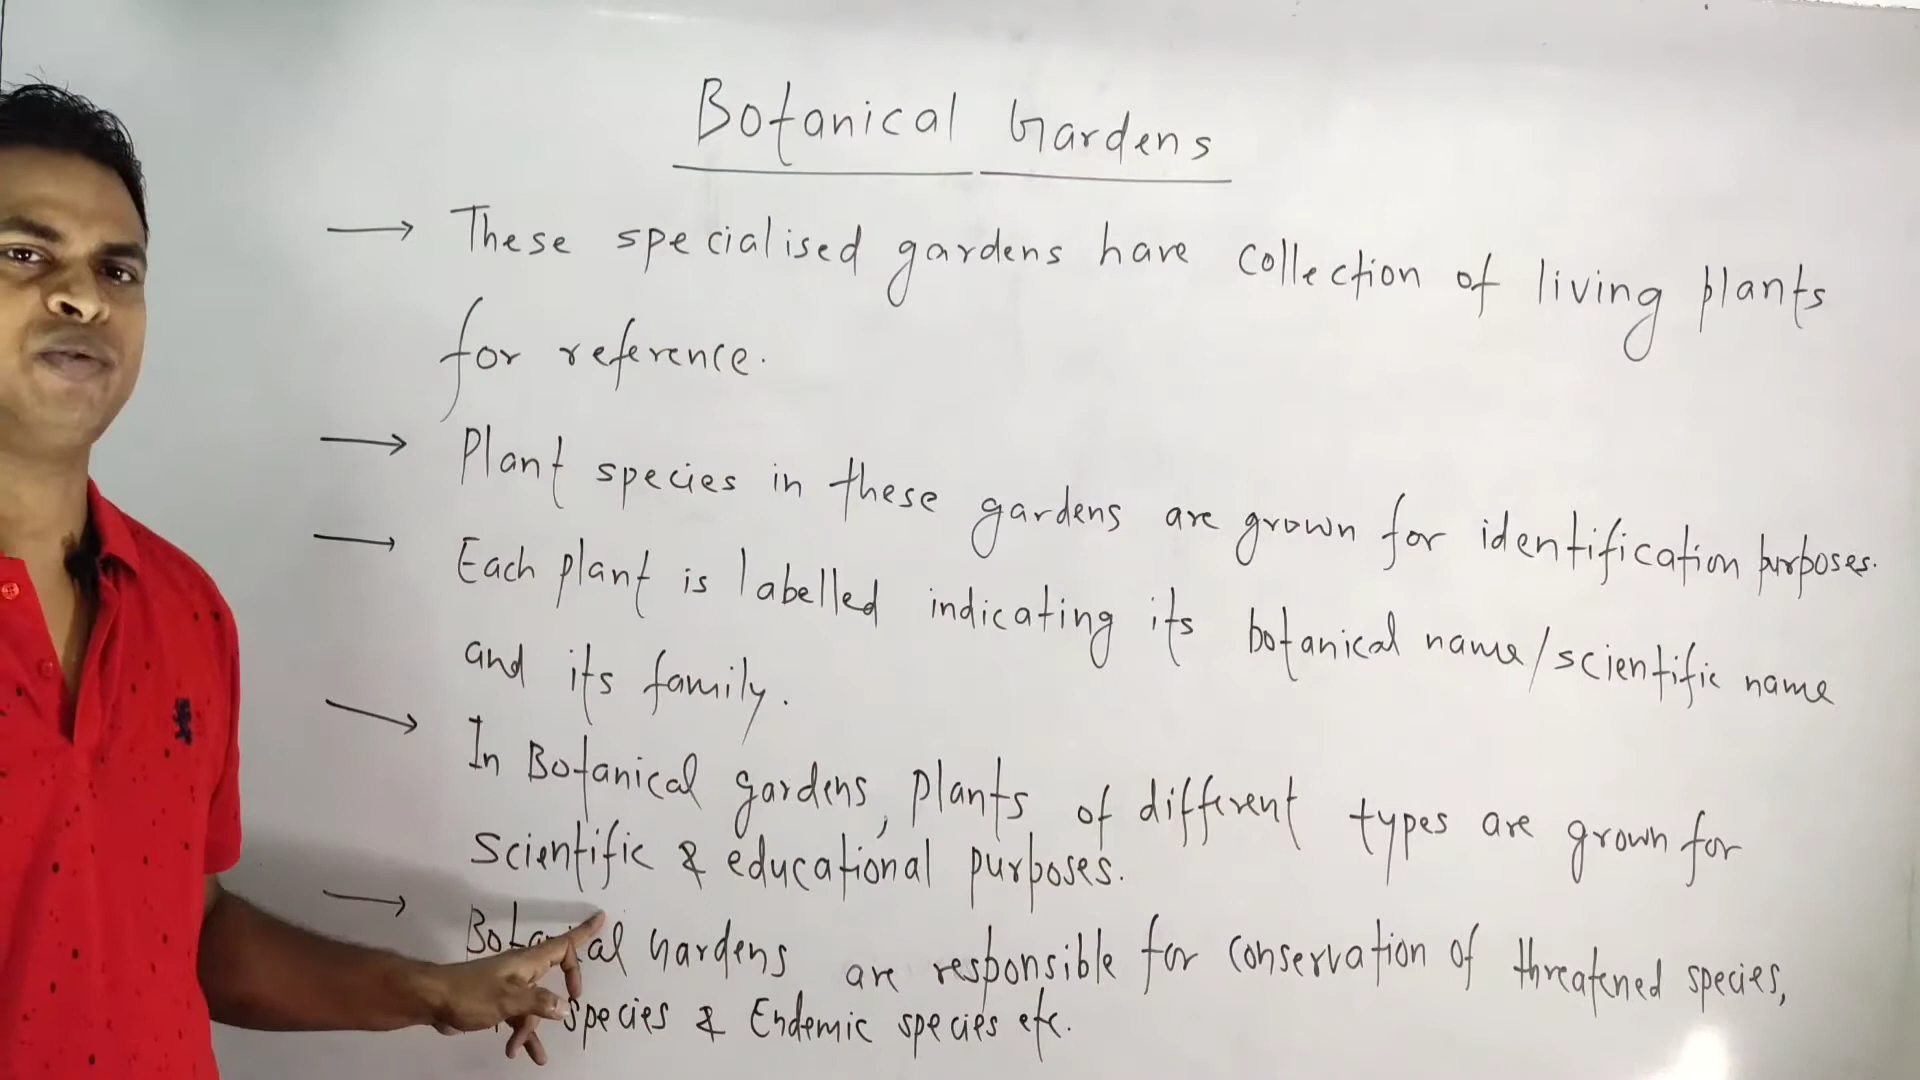 Botanical Gardens
→ These specialised gardens have collection of living plants
for reference.
→ Plant species in these gardens are grown for identification purposes.
→ Each plant is labelled indicating its botanical name/scientific name
and its family.
→ In Botanical gardens, plants of different types are grown for
scientific & educational purposes.
→ Botanical Gardens are responsible for conservation of threatened species,
species & Endemic species etc.